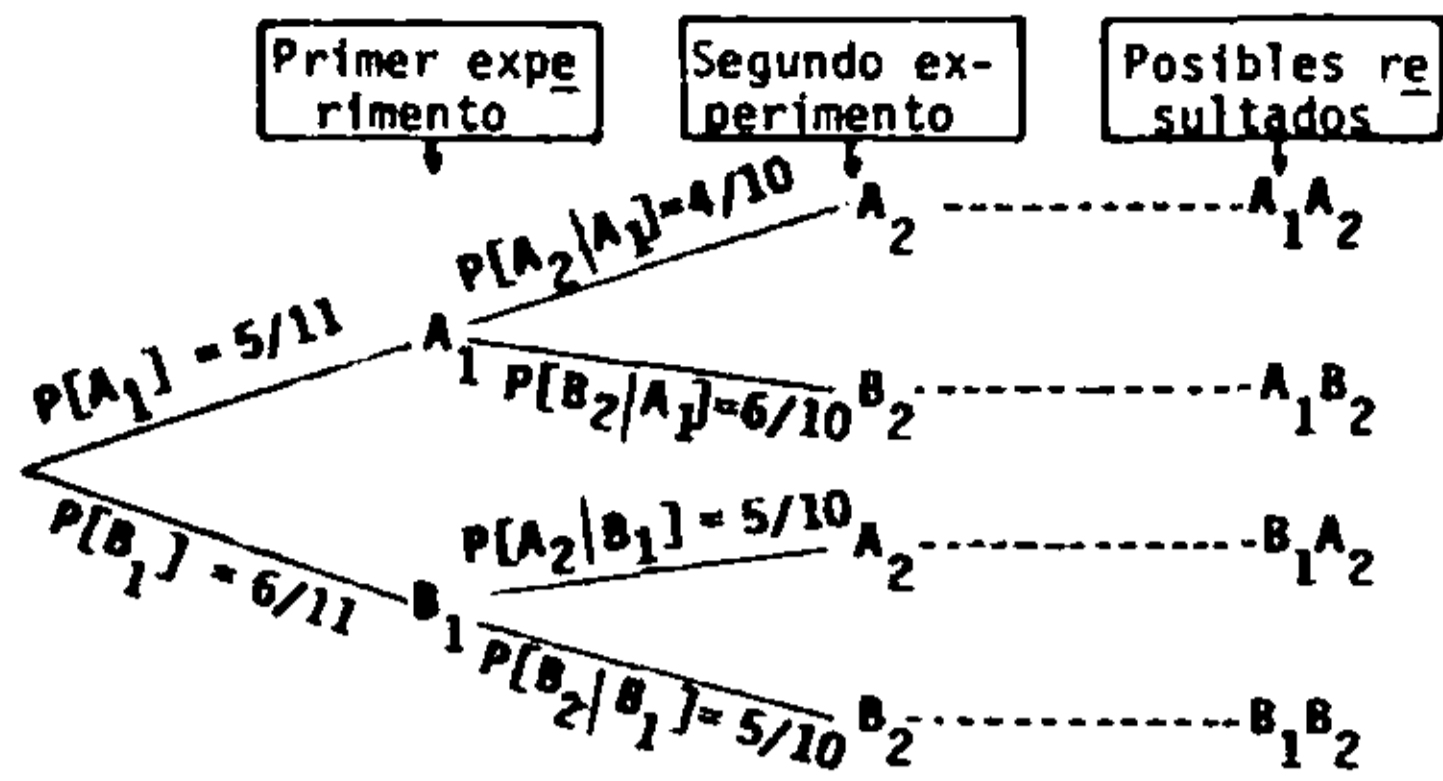 Primer expe
rimento
Segundo ex-
perimento
Posibles re
sultados
P[A₁] = 5/11
P[B₁] = 6/11
A₁
B₁
P[A₂|A₁]=4/10
P[B₂|A₁]=6/10
P[A₂|B₁] = 5/10
P[B₂|B₁]= 5/10
A₂
A₁A₂
B₂
A₁B₂
A₂
B₁A₂
B₂
B₁B₂